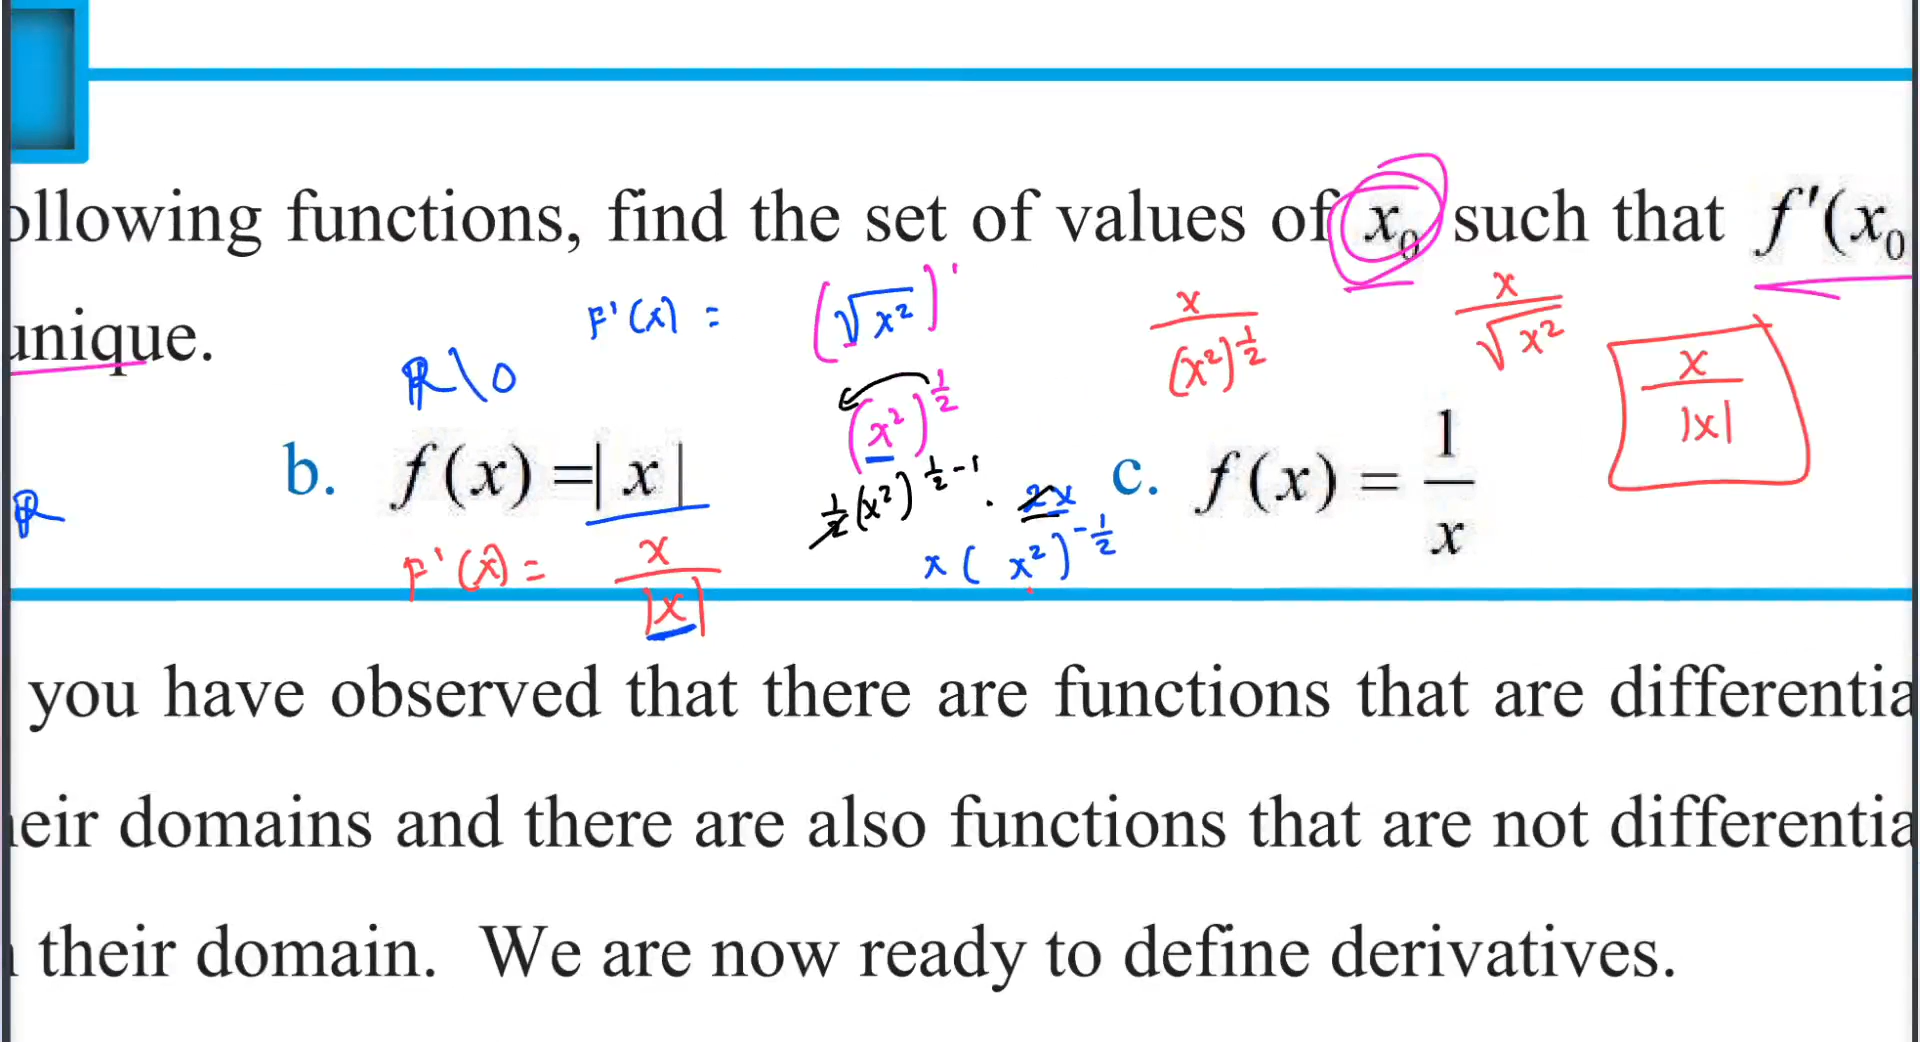 ollowing functions, find the set of values of x₀ such that f'(x₀
unique.
F'(x) = (√x²)'
x/(x²)^½
x/√x²
x/|x|
ℝ\0
(x²)^½
b. f(x) =| x |
½(x²)^(½-1) · 2x
c. f(x) = 1/x
ℝ
F'(x) = x/|x|
x(x²)^(-½)
you have observed that there are functions that are differentia
eir domains and there are also functions that are not differentia
their domain. We are now ready to define derivatives.